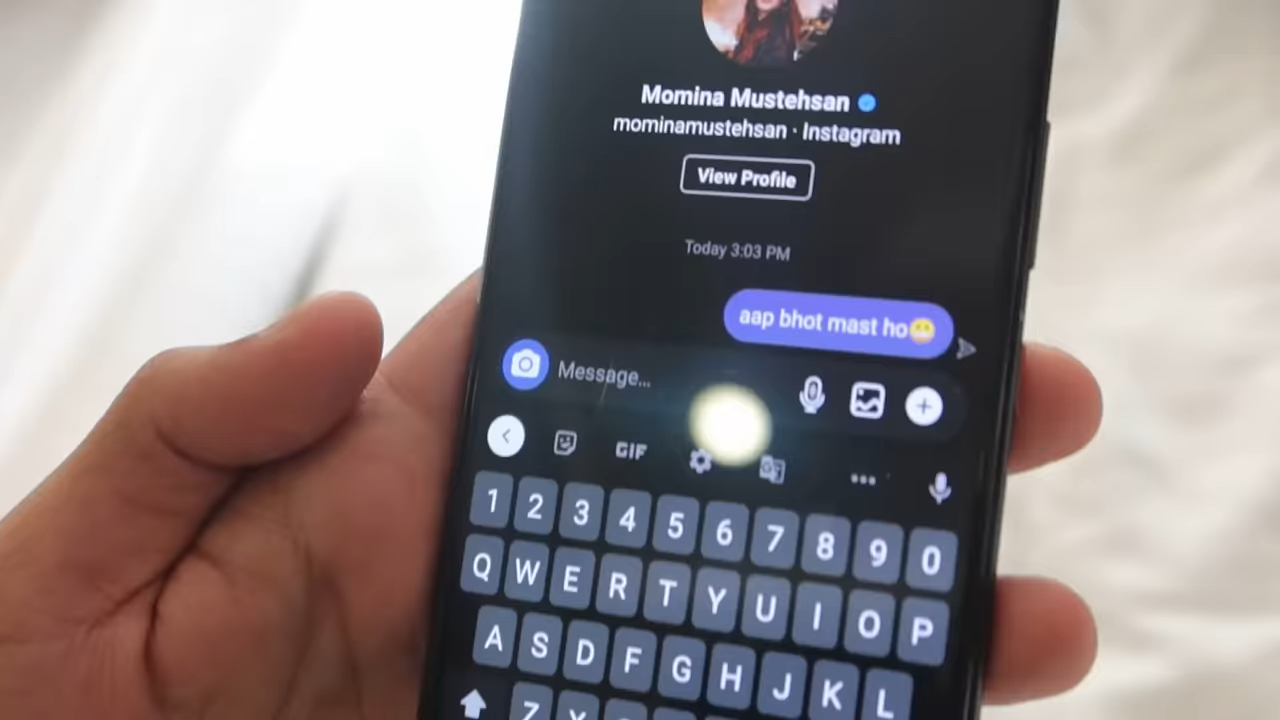 Momina Mustehsan
mominamustehsan · Instagram
View Profile
Today 3:03 PM
aap bhot mast ho😁
Message...
GIF
1 2 3 4 5 6 7 8 9 0
Q W E R T Y U I O P
A S D F G H J K L
Z